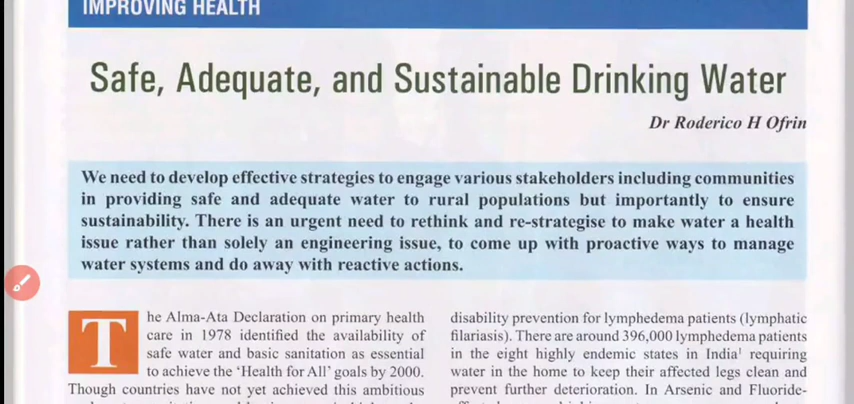 IMPROVING HEALTH
Safe, Adequate, and Sustainable Drinking Water
Dr Roderico H Ofrin
We need to develop effective strategies to engage various stakeholders including communities
in providing safe and adequate water to rural populations but importantly to ensure
sustainability. There is an urgent need to rethink and re-strategise to make water a health
issue rather than solely an engineering issue, to come up with proactive ways to manage
water systems and do away with reactive actions.
The Alma-Ata Declaration on primary health
care in 1978 identified the availability of
safe water and basic sanitation as essential
to achieve the 'Health for All' goals by 2000.
Though countries have not yet achieved this ambitious
disability prevention for lymphedema patients (lymphatic
filariasis). There are around 396,000 lymphedema patients
in the eight highly endemic states in India¹ requiring
water in the home to keep their affected legs clean and
prevent further deterioration. In Arsenic and Fluoride-